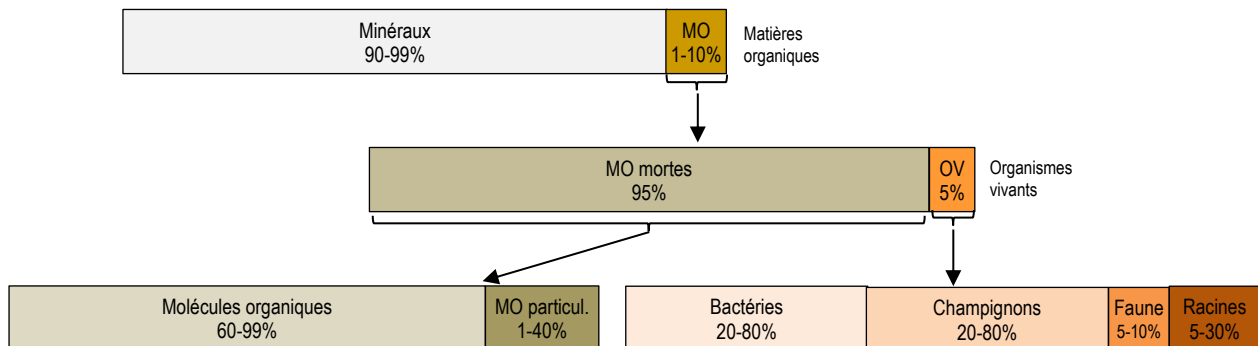 Minéraux
90-99%
MO
1-10%
Matières
organiques
MO mortes
95%
OV
5%
Organismes
vivants
Molécules organiques
60-99%
MO particul.
1-40%
Bactéries
20-80%
Champignons
20-80%
Faune
5-10%
Racines
5-30%